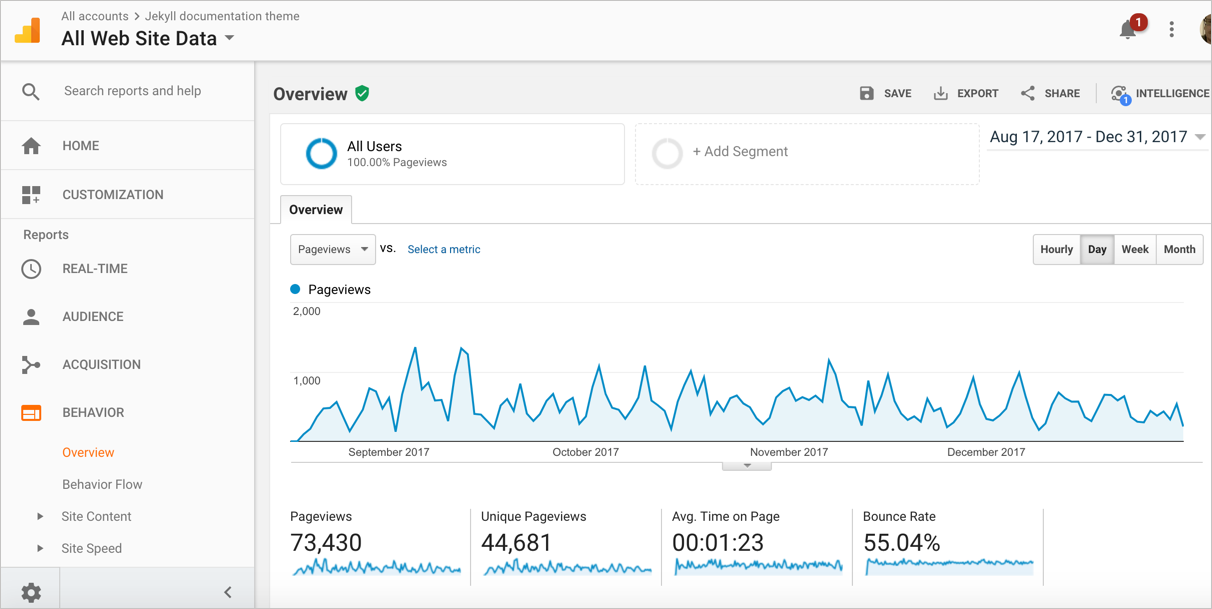 All accounts > Jekyll documentation theme
All Web Site Data
1
Search reports and help
HOME
CUSTOMIZATION
Reports
REAL-TIME
AUDIENCE
ACQUISITION
BEHAVIOR
Overview
Behavior Flow
Site Content
Site Speed
Overview
SAVE
EXPORT
SHARE
1
INTELLIGENCE
All Users
100.00% Pageviews
+ Add Segment
Aug 17, 2017 - Dec 31, 2017
Overview
Pageviews
VS.
Select a metric
Hourly
Day
Week
Month
Pageviews
2,000
1,000
September 2017
October 2017
November 2017
December 2017
Pageviews
73,430
Unique Pageviews
44,681
Avg. Time on Page
00:01:23
Bounce Rate
55.04%